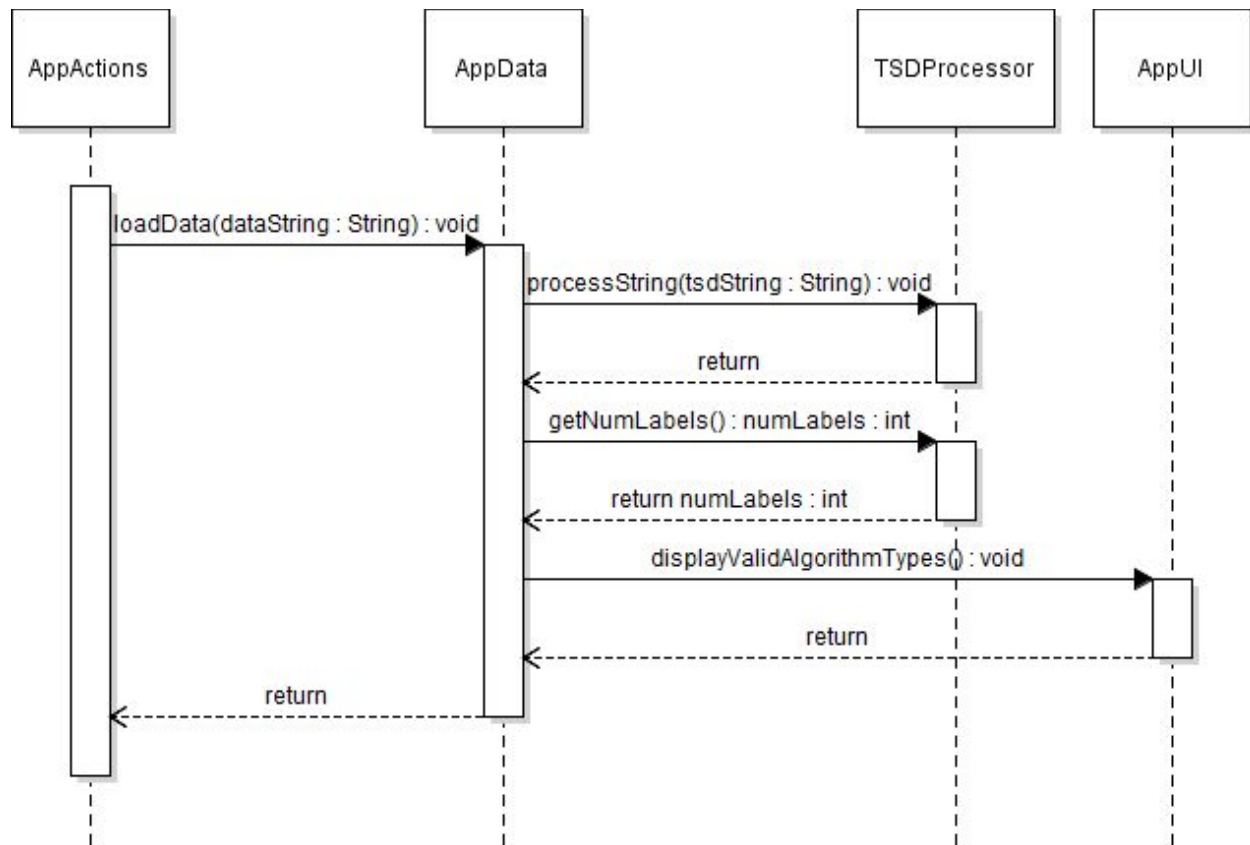 AppActions
AppData
TSDProcessor
AppUI
loadData(dataString : String) : void
processString(tsdString : String) : void
return
getNumLabels() : numLabels : int
return numLabels : int
displayValidAlgorithmTypes() : void
return
return